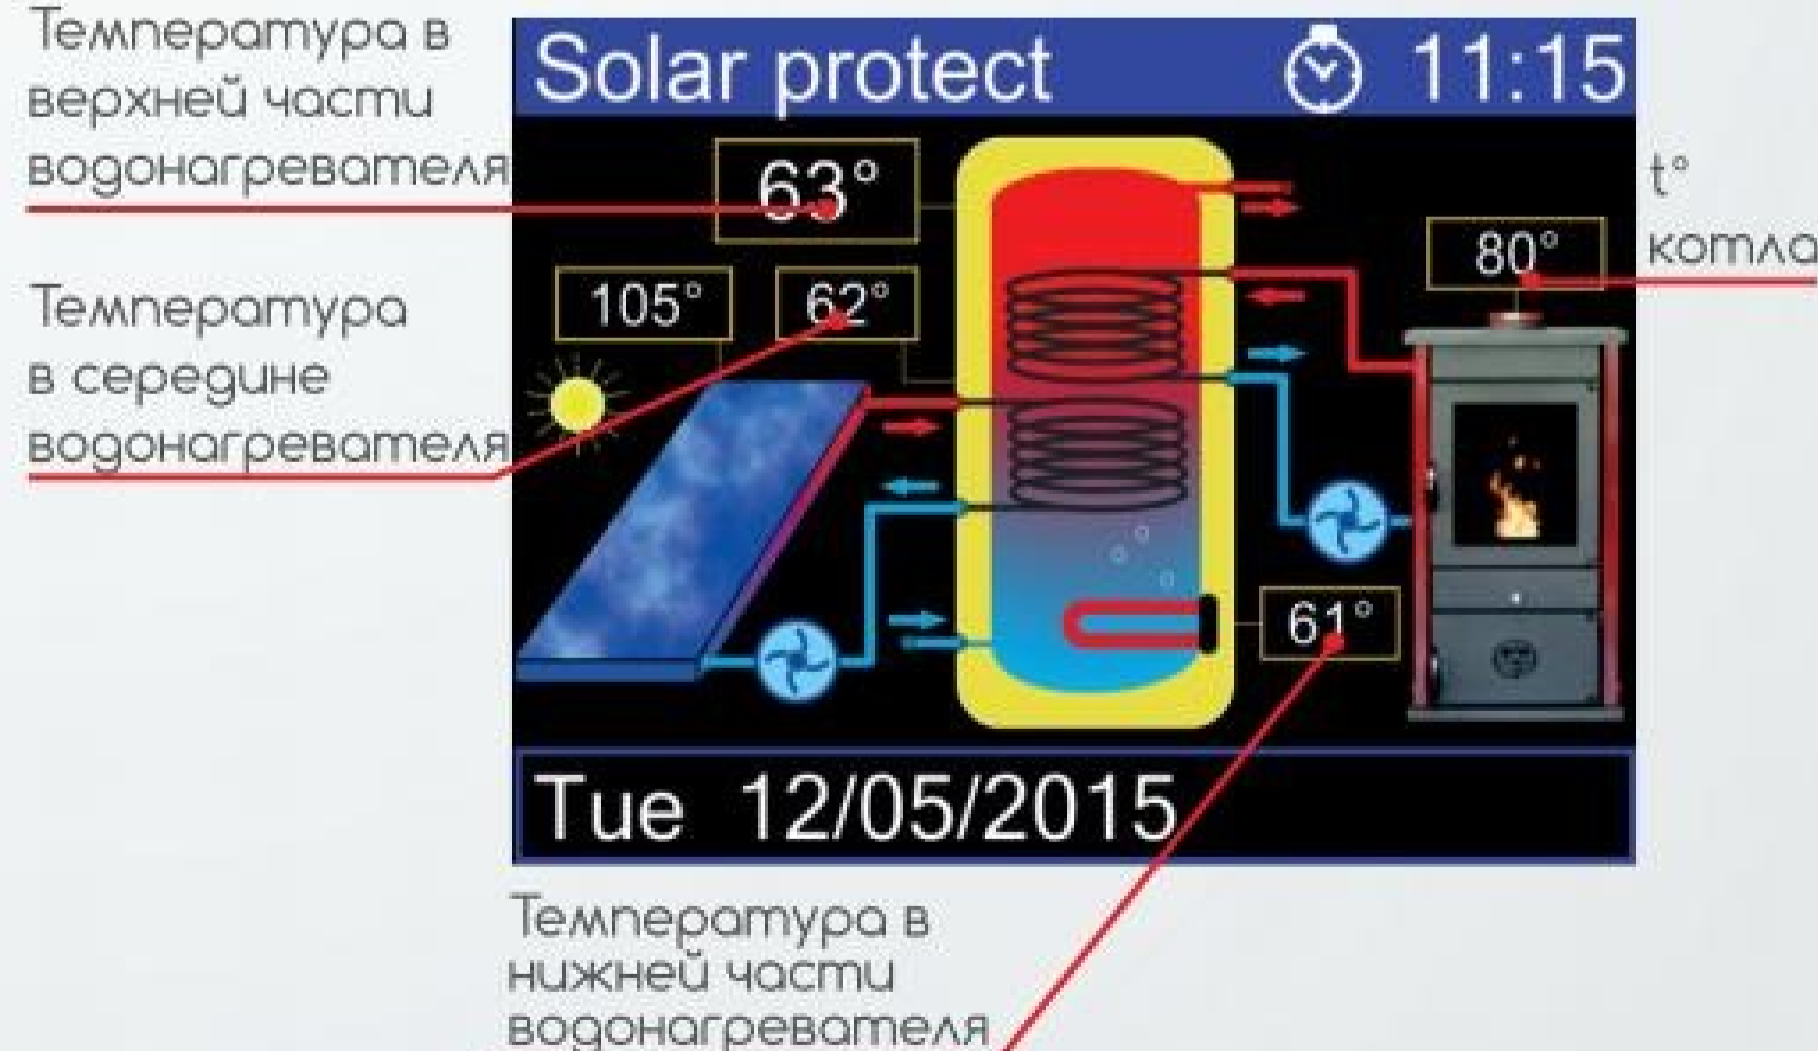 Температура в
верхней части
водонагревателя
Solar protect 11:15
63°
t°
котла
80°
Температура
в середине
водонагревателя
105°
62°
61°
Tue 12/05/2015
Температура в
нижней части
водонагревателя